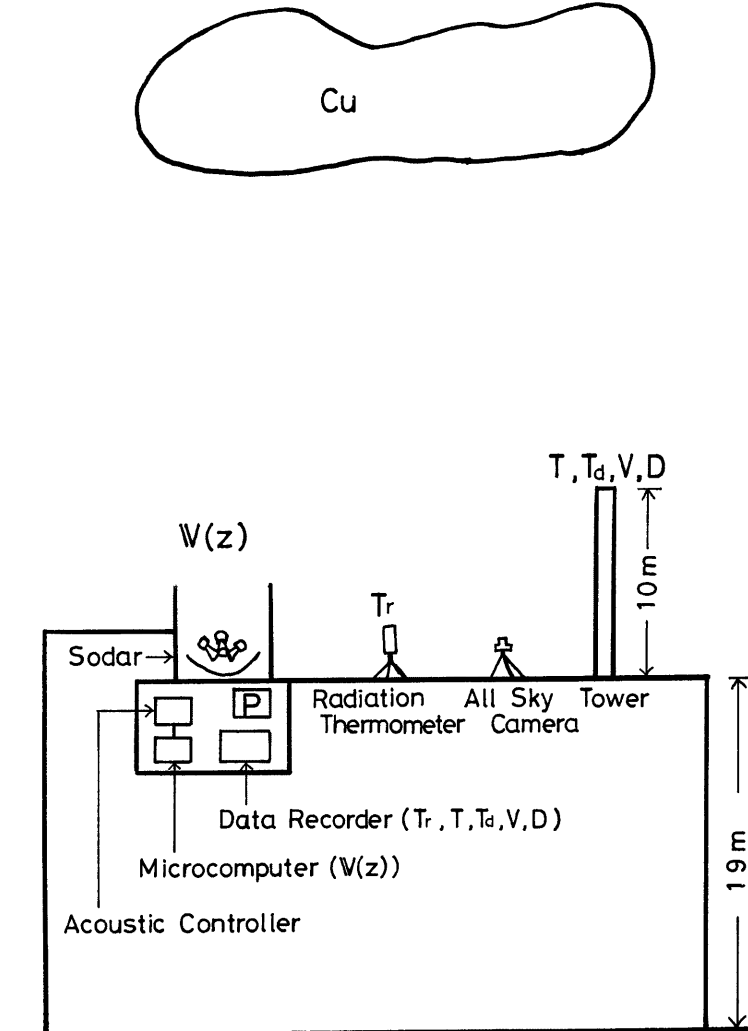 Cu
T,Td,V,D
𝕎(z)
10m
Tr
Sodar
P
Radiation
Thermometer
All Sky
Camera
Tower
Data Recorder (Tr,T,Td,V,D)
Microcomputer (𝕎(z))
19m
Acoustic Controller